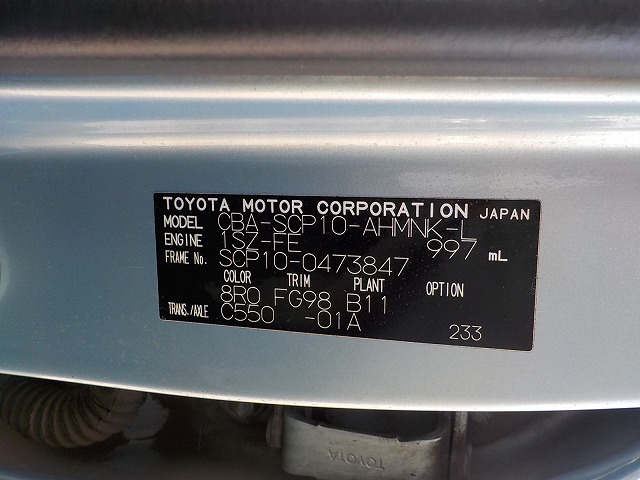 TOYOTA MOTOR CORPORATION JAPAN
MODEL CBA-SCP10-AHMNK-L
ENGINE 1SZ-FE 997 mL
FRAME No. SCP10-0473847
COLOR TRIM PLANT OPTION
8R0 FG98 B11
TRANS./AXLE C550 -01A
233
TOYOTA